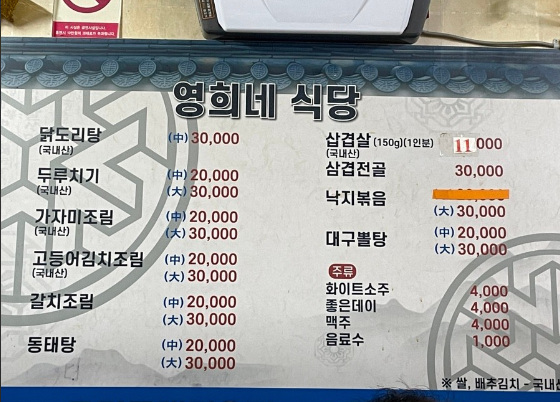 영희네 식당
닭도리탕 (中) 30,000
(국내산)
두루치기 (中) 20,000
(국내산) (大) 30,000
가자미조림 (中) 20,000
(국내산) (大) 30,000
고등어김치조림 (中) 20,000
(국내산) (大) 30,000
갈치조림 (中) 20,000
(大) 30,000
동태탕 (中) 20,000
(大) 30,000
삽겹살 (150g)(1인분) 11,000
(국내산)
삼겹전골 30,000
낙지볶음
(大) 30,000
대구뽈탕 (中) 20,000
(大) 30,000
주류
화이트소주 4,000
좋은데이 4,000
맥주 4,000
음료수 1,000
※ 쌀, 배추김치 - 국내산